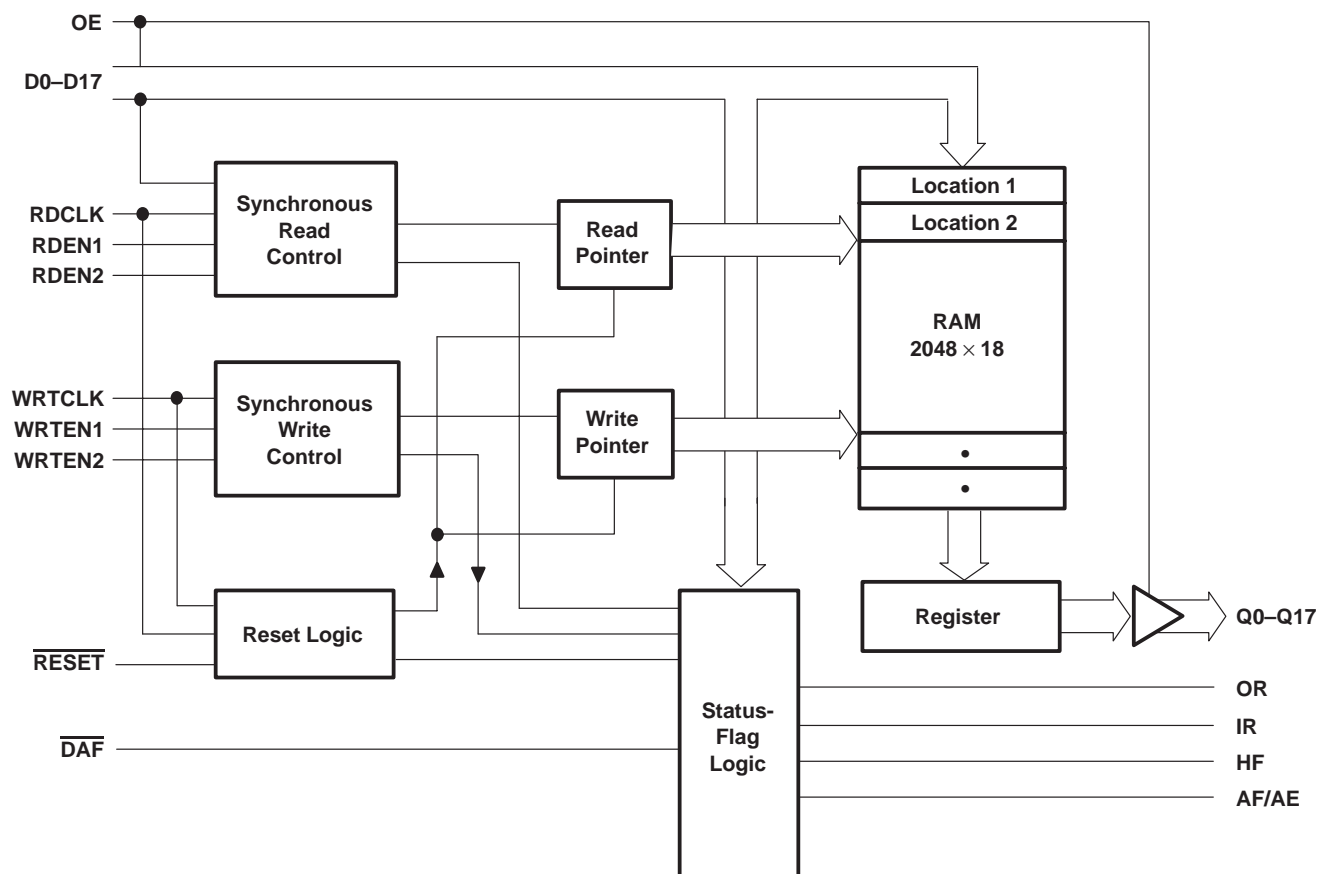 OE
D0–D17
RDCLK
RDEN1
RDEN2
Synchronous
Read
Control
Read
Pointer
Location 1
Location 2
RAM
2048 × 18
WRTCLK
WRTEN1
WRTEN2
Synchronous
Write
Control
Write
Pointer
•
•
Reset Logic
RESET
DAF
Status-
Flag
Logic
Register
Q0–Q17
OR
IR
HF
AF/AE